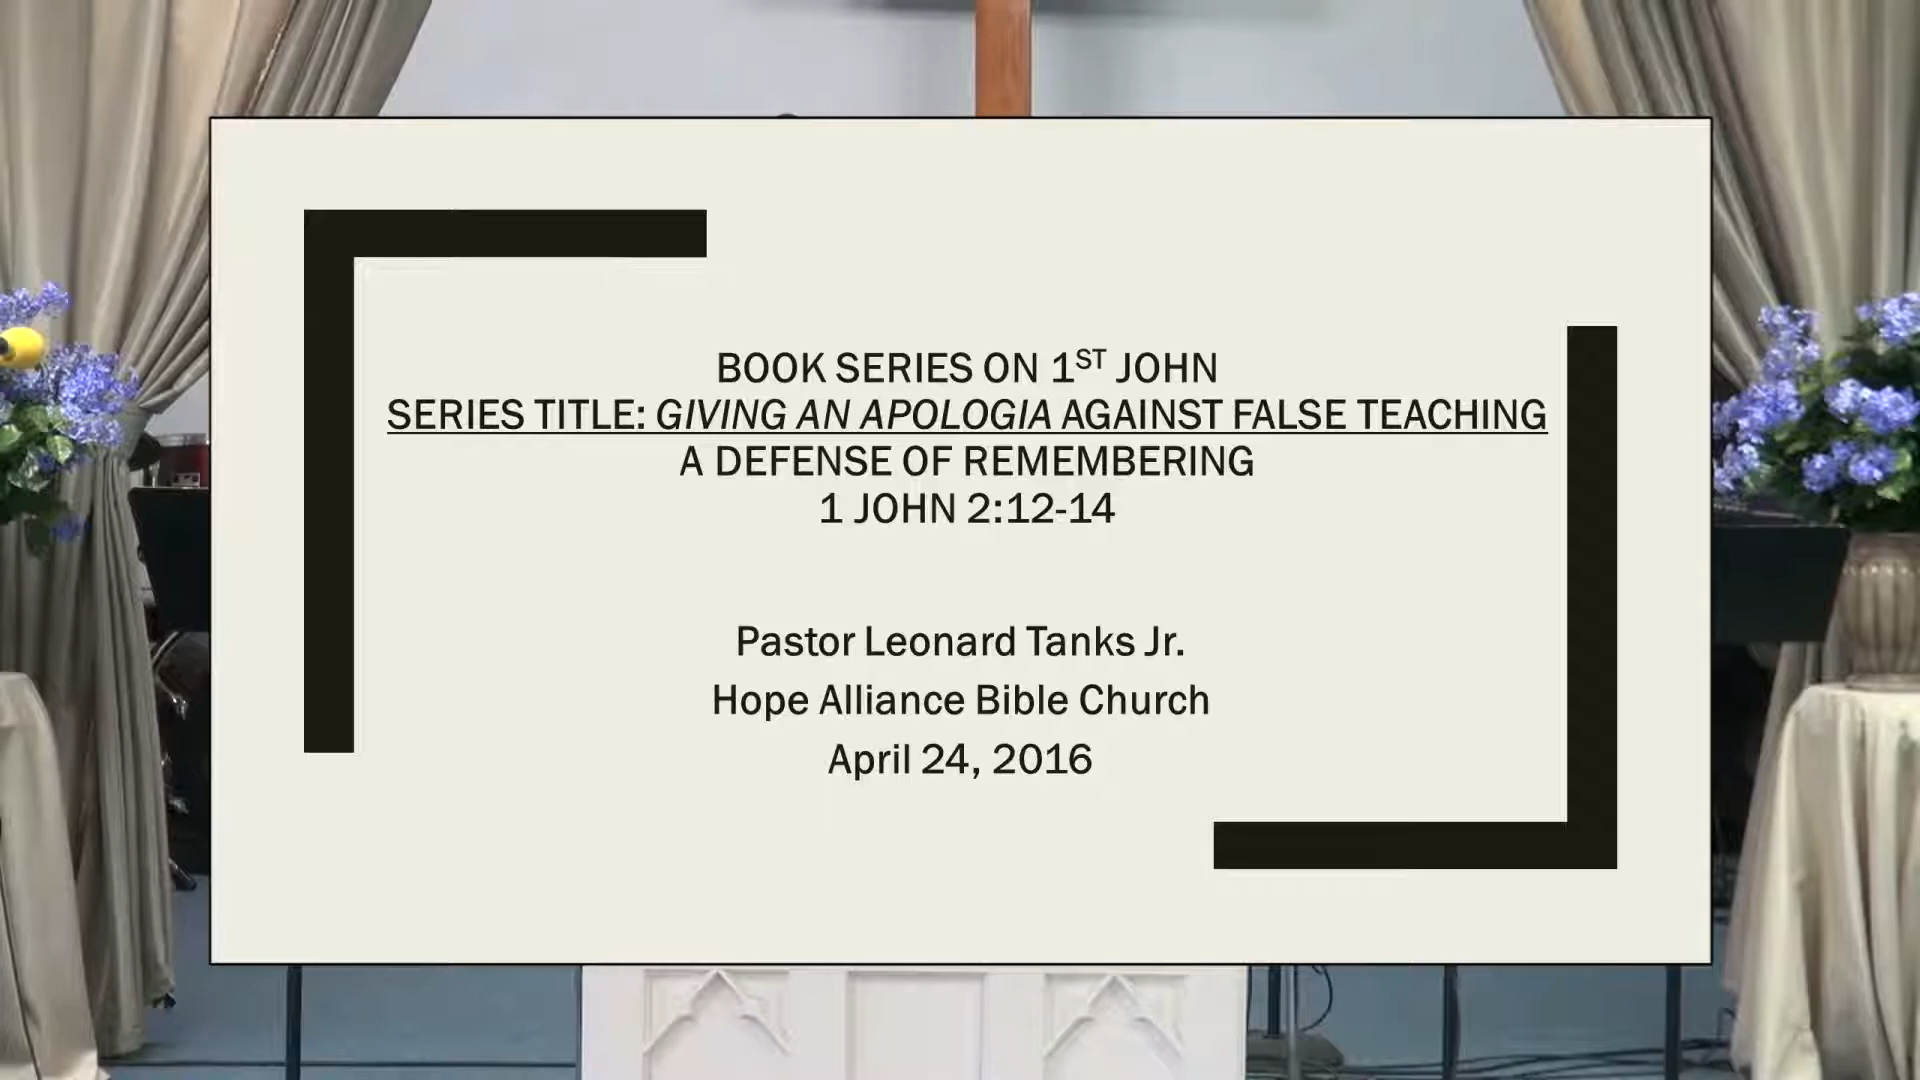 BOOK SERIES ON 1ST JOHN
SERIES TITLE: GIVING AN APOLOGIA AGAINST FALSE TEACHING
A DEFENSE OF REMEMBERING
1 JOHN 2:12-14
Pastor Leonard Tanks Jr.
Hope Alliance Bible Church
April 24, 2016